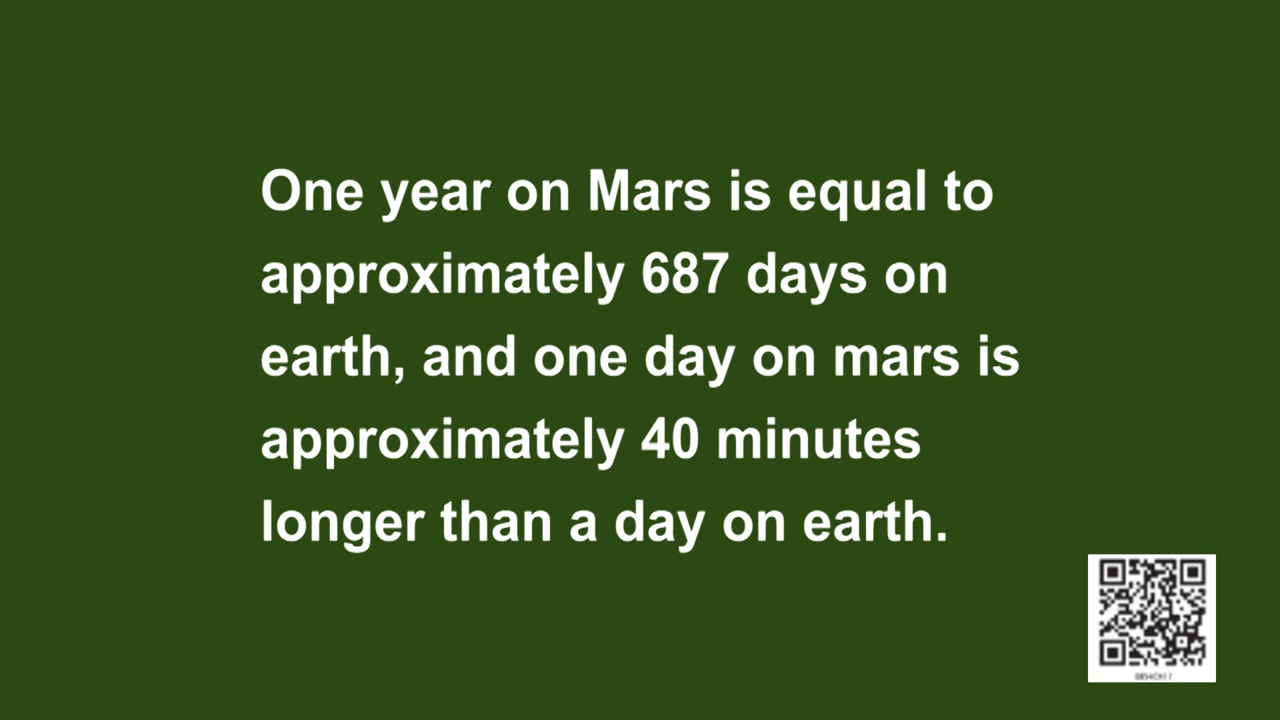 One year on Mars is equal to
approximately 687 days on
earth, and one day on mars is
approximately 40 minutes
longer than a day on earth.